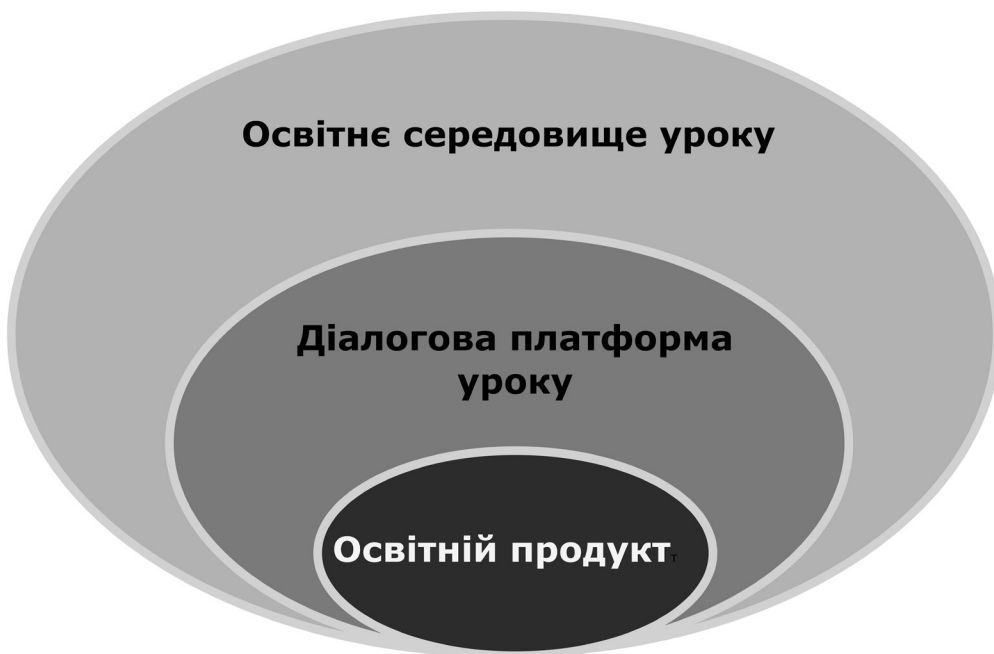 Освітнє середовище уроку
Діалогова платформа
уроку
Освітній продукт
т